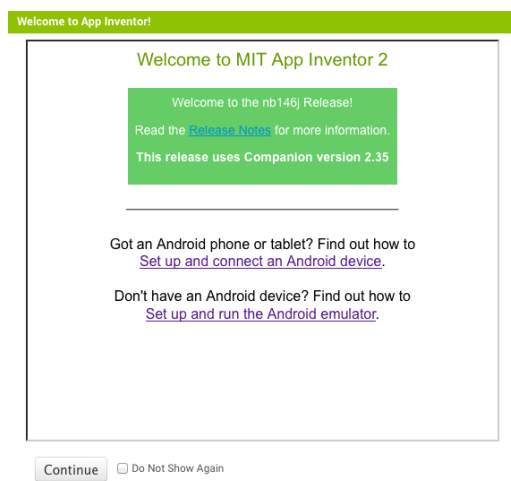 Welcome to App Inventor!
Welcome to MIT App Inventor 2
Welcome to the nb146j Release!
Read the Release Notes for more information.
This release uses Companion version 2.35
Got an Android phone or tablet? Find out how to
Set up and connect an Android device.
Don't have an Android device? Find out how to
Set up and run the Android emulator.
Continue
Do Not Show Again